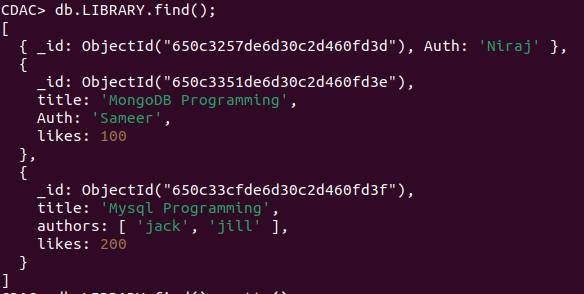 CDAC> db.LIBRARY.find();
[
  { _id: ObjectId("650c3257de6d30c2d460fd3d"), Auth: 'Niraj' },
  {
    _id: ObjectId("650c3351de6d30c2d460fd3e"),
    title: 'MongoDB Programming',
    Auth: 'Sameer',
    likes: 100
  },
  {
    _id: ObjectId("650c33cfde6d30c2d460fd3f"),
    title: 'Mysql Programming',
    authors: [ 'jack', 'jill' ],
    likes: 200
  }
]